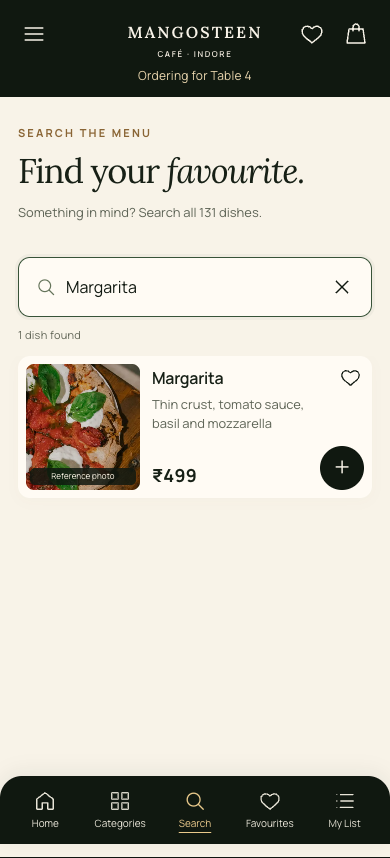 MANGOSTEEN
CAFÉ · INDORE
Ordering for Table 4
SEARCH THE MENU
Find your favourite.
Something in mind? Search all 131 dishes.
Margarita
1 dish found
Margarita
Thin crust, tomato sauce,
basil and mozzarella
Reference photo
₹499
Home
Categories
Search
Favourites
My List